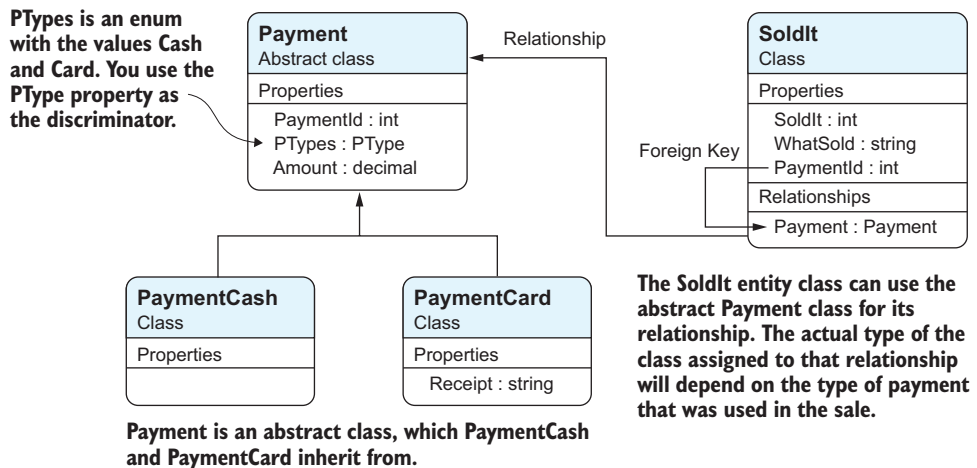 PTypes is an enum
with the values Cash
and Card. You use the
PType property as
the discriminator.
Payment
Abstract class
Properties
PaymentId : int
PTypes : PType
Amount : decimal
Relationship
SoldIt
Class
Properties
SoldIt : int
WhatSold : string
PaymentId : int
Relationships
Payment : Payment
Foreign Key
PaymentCash
Class
Properties
PaymentCard
Class
Properties
Receipt : string
The SoldIt entity class can use the
abstract Payment class for its
relationship. The actual type of the
class assigned to that relationship
will depend on the type of payment
that was used in the sale.
Payment is an abstract class, which PaymentCash
and PaymentCard inherit from.